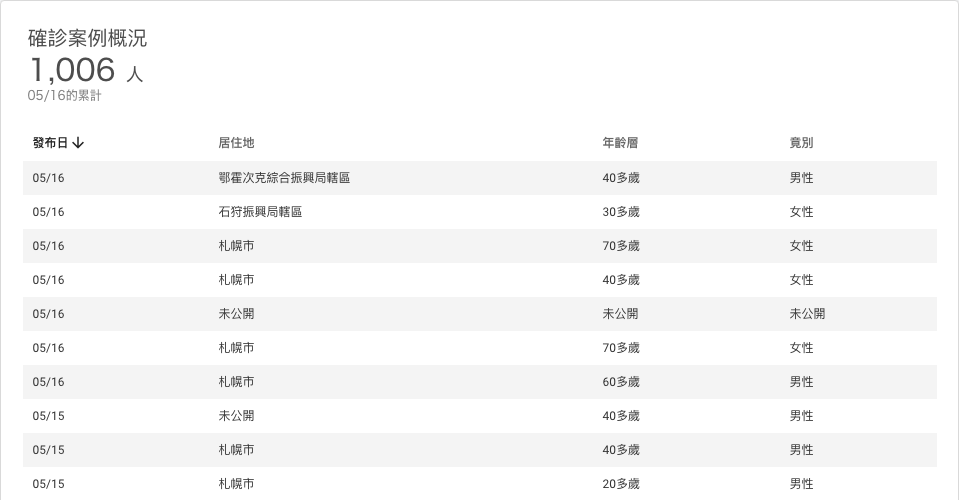 確診案例概況
1,006 人
05/16的累計
發布日↓ 居住地 年齡層 竟別
05/16 鄂霍次克綜合振興局轄區 40多歲 男性
05/16 石狩振興局轄區 30多歲 女性
05/16 札幌市 70多歲 女性
05/16 札幌市 40多歲 女性
05/16 未公開 未公開 未公開
05/16 札幌市 70多歲 女性
05/16 札幌市 60多歲 男性
05/15 未公開 40多歲 男性
05/15 札幌市 40多歲 男性
05/15 札幌市 20多歲 男性